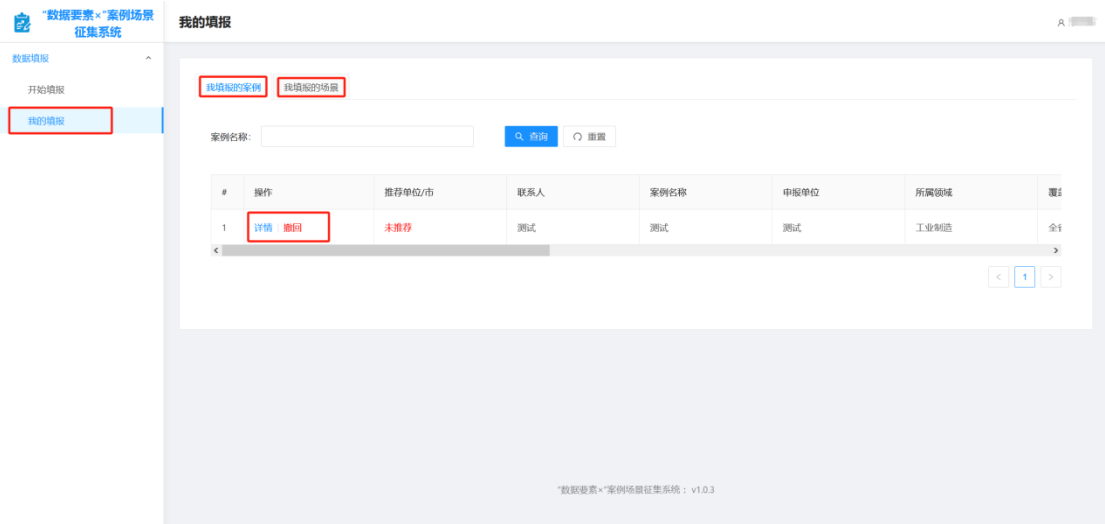 "数据要素×"案例场景
征集系统
我的填报
数据填报
开始填报
我的填报
我填报的案例 我填报的场景
案例名称:
查询 重置
# 操作 推荐单位/市 联系人 案例名称 申报单位 所属领域
1 详情 撤回 未推荐 测试 测试 测试 工业制造
1
"数据要素×"案例场景征集系统： v1.0.3